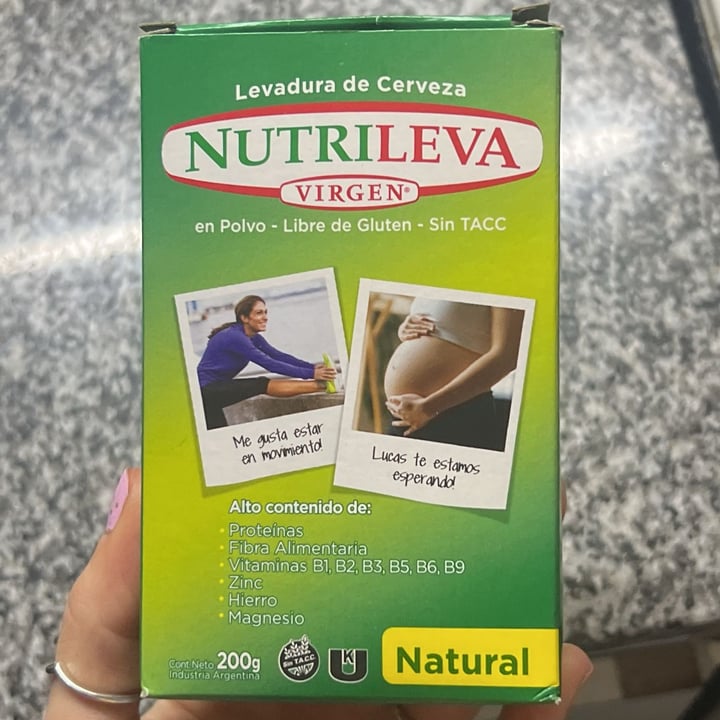 Levadura de Cerveza
NUTRILEVA
VIRGEN®
en Polvo - Libre de Gluten - Sin TACC
Me gusta estar
en movimiento!
Lucas te estamos
esperando!
Alto contenido de:
• Proteínas
• Fibra Alimentaria
• Vitaminas B1, B2, B3, B5, B6, B9
• Zinc
• Hierro
• Magnesio
Cont. Neto 200g
Industria Argentina
Sin TACC
UK
Natural